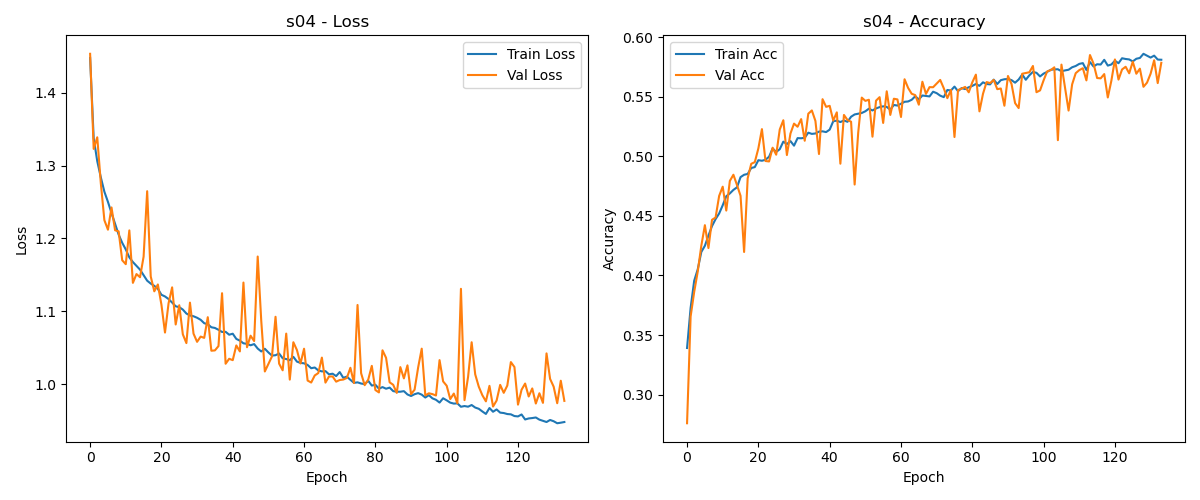 s04 - Loss
Train Loss
Val Loss
1.4
1.3
1.2
1.1
1.0
Loss
0 20 40 60 80 100 120
Epoch
s04 - Accuracy
Train Acc
Val Acc
0.60
0.55
0.50
0.45
0.40
0.35
0.30
Accuracy
0 20 40 60 80 100 120
Epoch